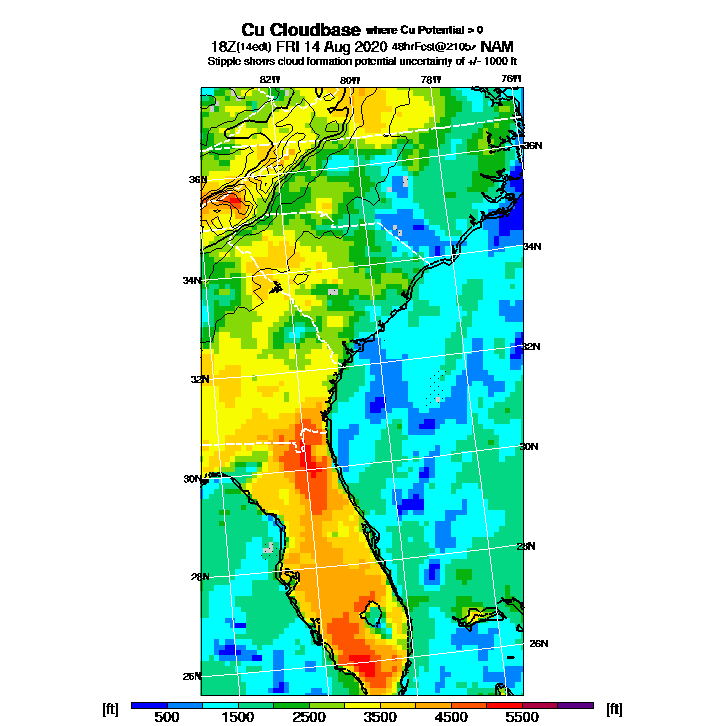 Cu Cloudbase where Cu Potential > 0
18Z(14edt) FRI 14 Aug 2020 48hrFcst@2105z NAM
Stipple shows cloud formation potential uncertainty of +/- 1000 ft
82W 80W 78W 76W
36N
36N
34N
34N
32N
32N
30N
30N
28N
28N
26N
26N
[ft] 500 1500 2500 3500 4500 5500 [ft]